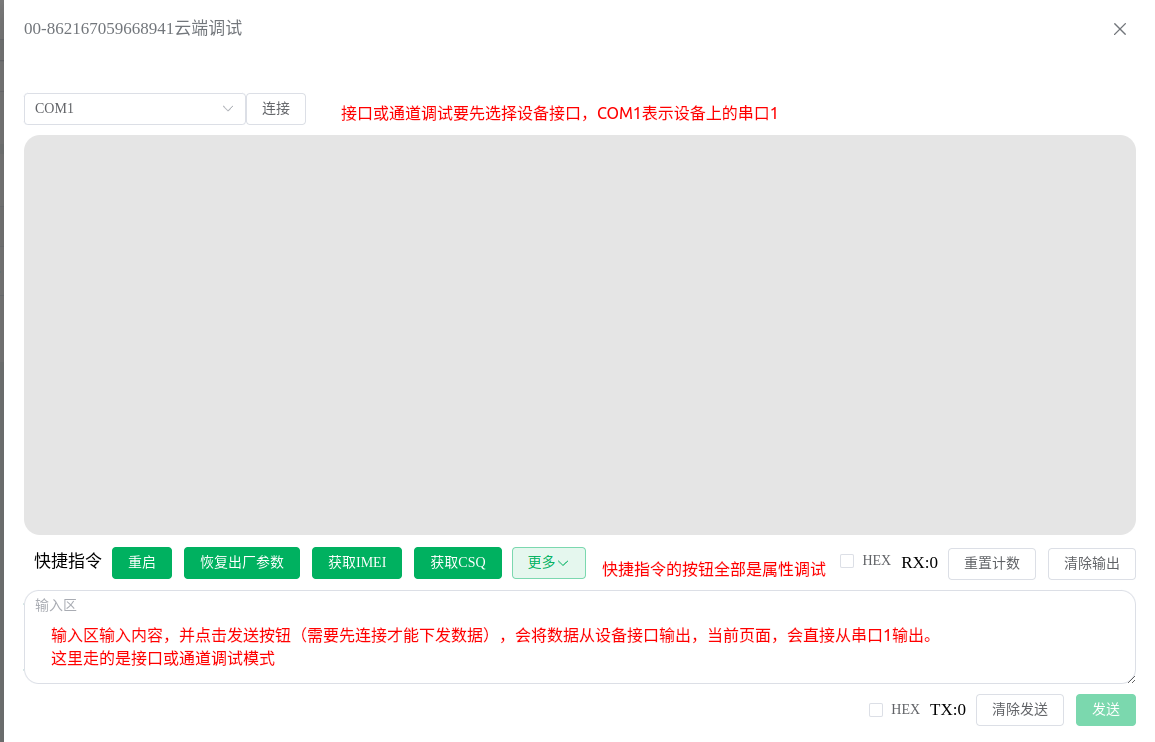 00-862167059668941云端调试
COM1 连接 接口或通道调试要先选择设备接口，COM1表示设备上的串口1
快捷指令 重启 恢复出厂参数 获取IMEI 获取CSQ 更多 快捷指令的按钮全部是属性调试 HEX RX:0 重置计数 清除输出
输入区
输入区输入内容，并点击发送按钮（需要先连接才能下发数据），会将数据从设备接口输出，当前页面，会直接从串口1输出。
这里走的是接口或通道调试模式
HEX TX:0 清除发送 发送